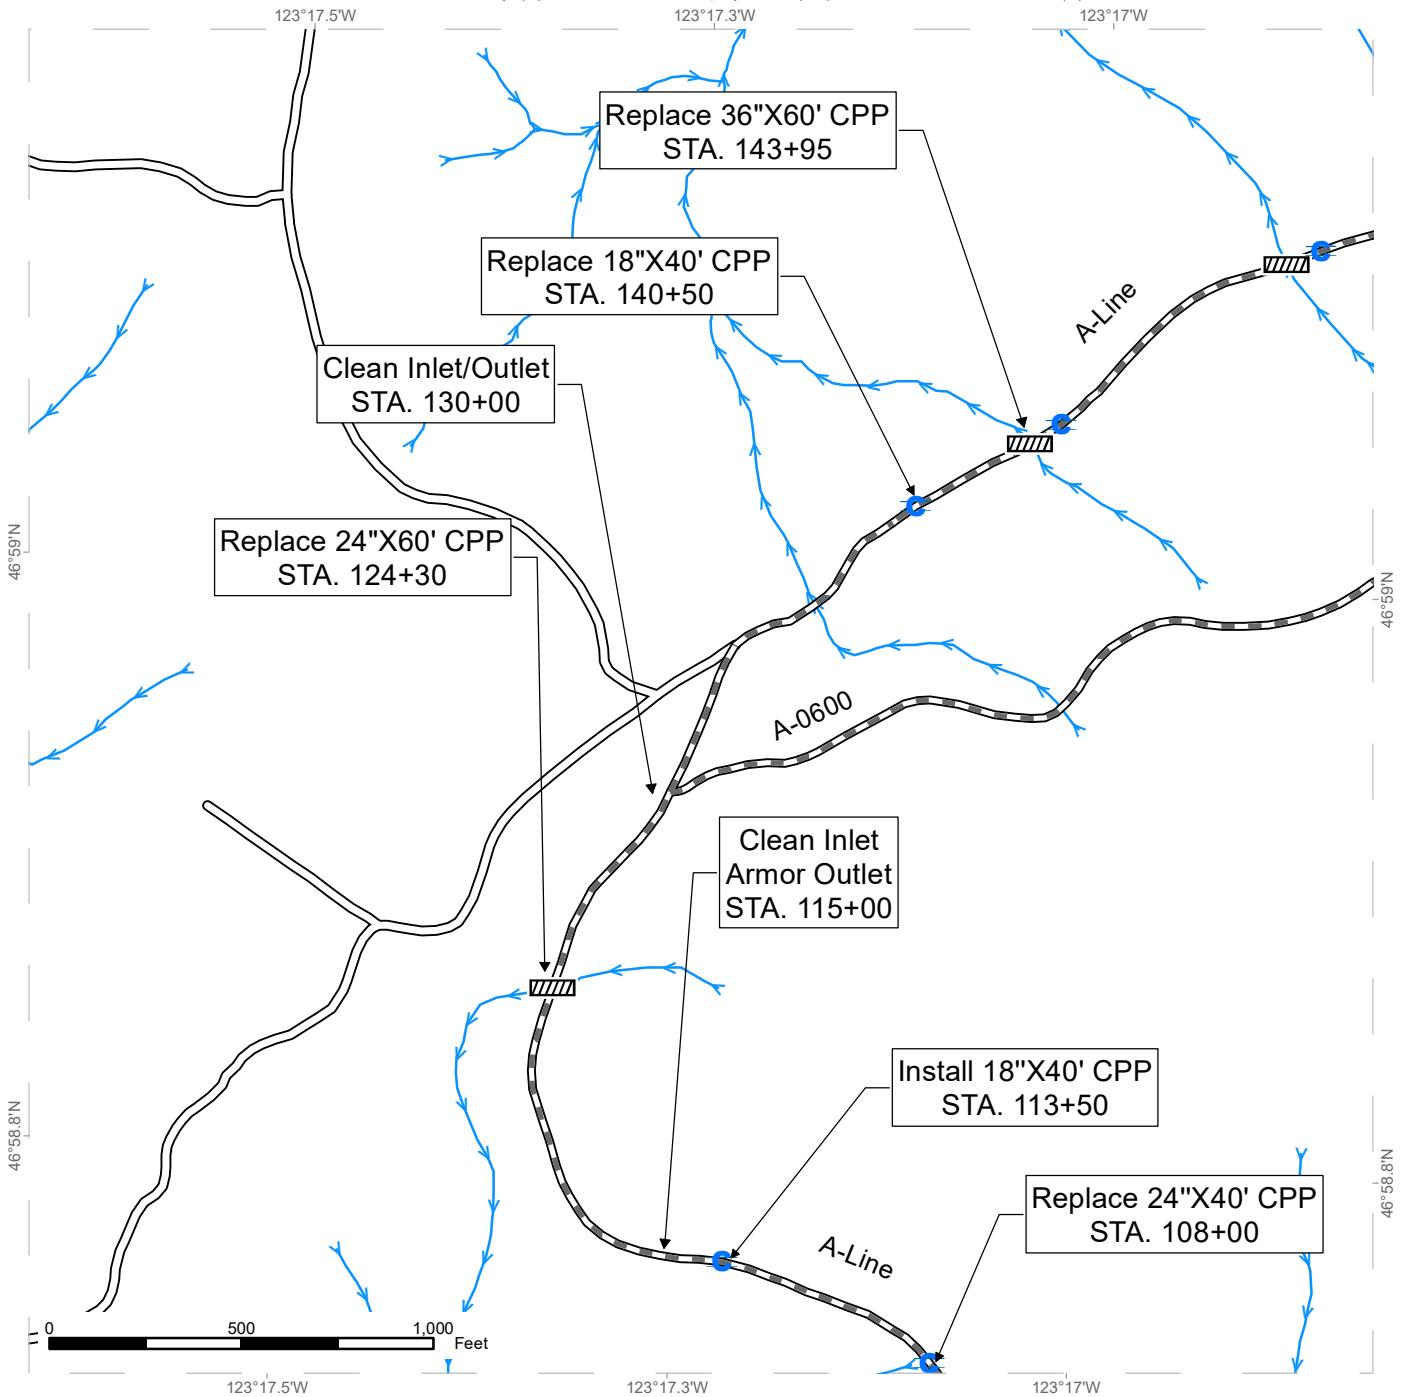 123°17.5'W
123°17.3'W
123°17'W
Replace 36"X60' CPP
STA. 143+95
Replace 18"X40' CPP
STA. 140+50
A-Line
Clean Inlet/Outlet
STA. 130+00
Replace 24"X60' CPP
STA. 124+30
46°59'N
46°59'N
A-0600
Clean Inlet
Armor Outlet
STA. 115+00
Install 18"X40' CPP
STA. 113+50
46°58.8'N
46°58.8'N
Replace 24"X40' CPP
STA. 108+00
A-Line
0 500 1,000
Feet
123°17.5'W
123°17.3'W
123°17'W
C
C
C
C
C